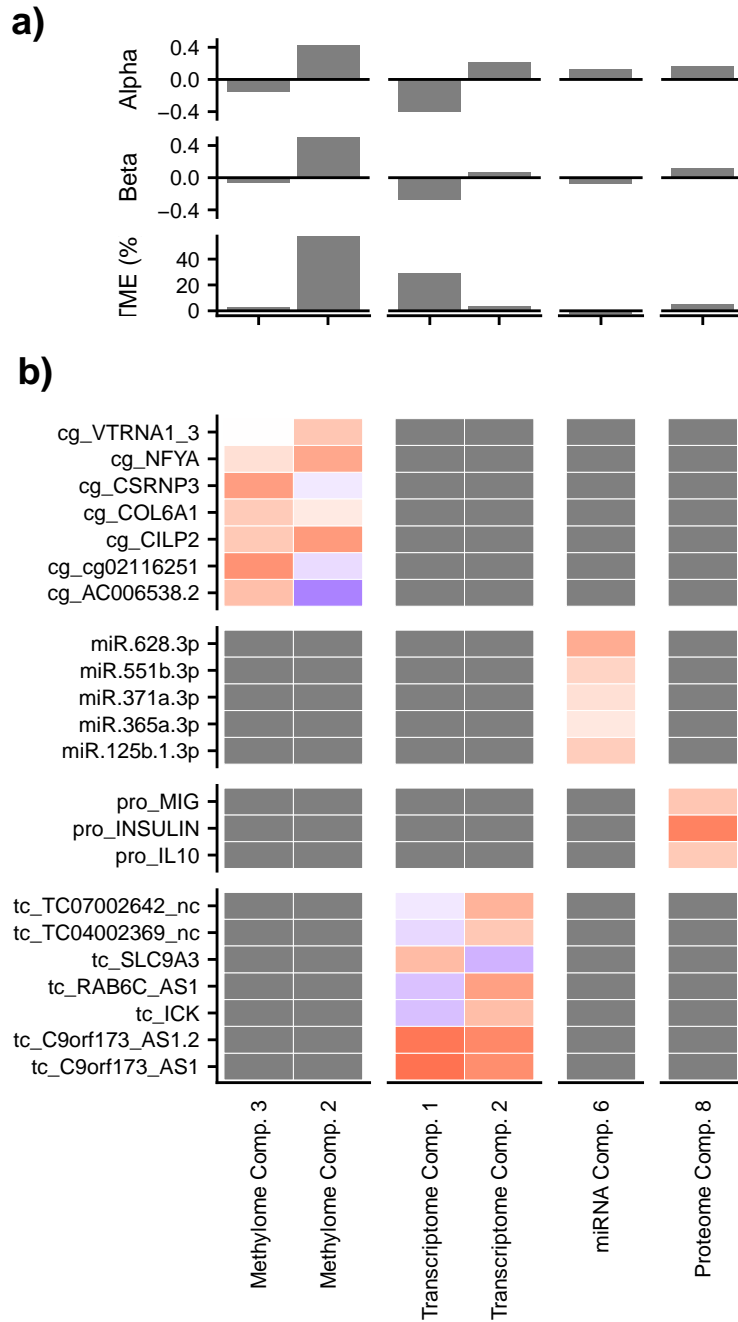 a)
0.4
0.0
−0.4
Alpha
0.4
0.0
−0.4
Beta
40
20
0
TME (%
b)
cg_VTRNA1_3
cg_NFYA
cg_CSRNP3
cg_COL6A1
cg_CILP2
cg_cg02116251
cg_AC006538.2
miR.628.3p
miR.551b.3p
miR.371a.3p
miR.365a.3p
miR.125b.1.3p
pro_MIG
pro_INSULIN
pro_IL10
tc_TC07002642_nc
tc_TC04002369_nc
tc_SLC9A3
tc_RAB6C_AS1
tc_ICK
tc_C9orf173_AS1.2
tc_C9orf173_AS1
Methylome Comp. 3
Methylome Comp. 2
Transcriptome Comp. 1
Transcriptome Comp. 2
miRNA Comp. 6
Proteome Comp. 8